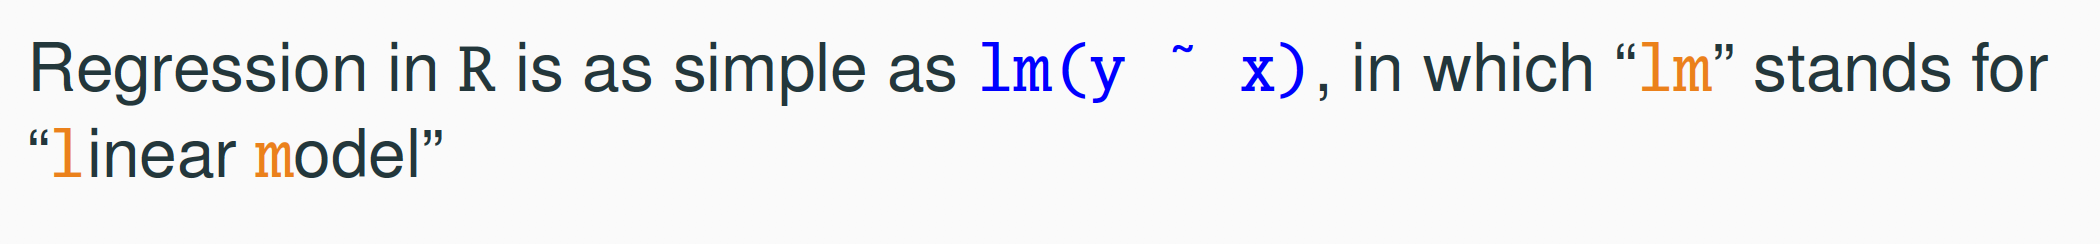 Regression in R is as simple as lm(y ~ x), in which “lm” stands for
“linear model”